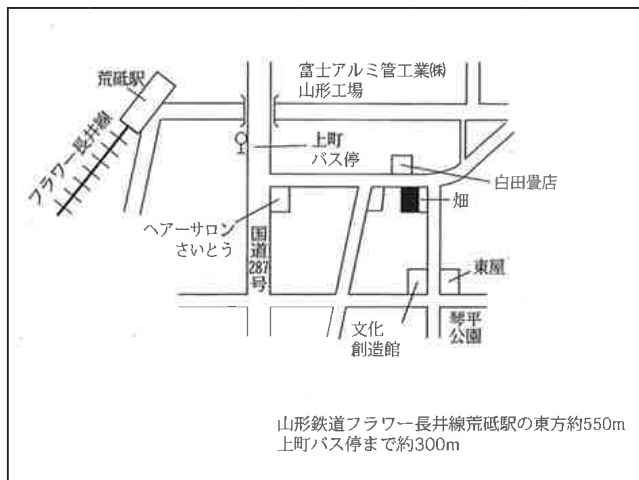 富士アルミ管工業㈱
山形工場
荒砥駅
フラワー長井線
上町
バス停
白田畳店
畑
ヘアーサロン
さいとう
国道287号
東屋
文化
創造館
琴平
公園
山形鉄道フラワー長井線荒砥駅の東方約550m
上町バス停まで約300m